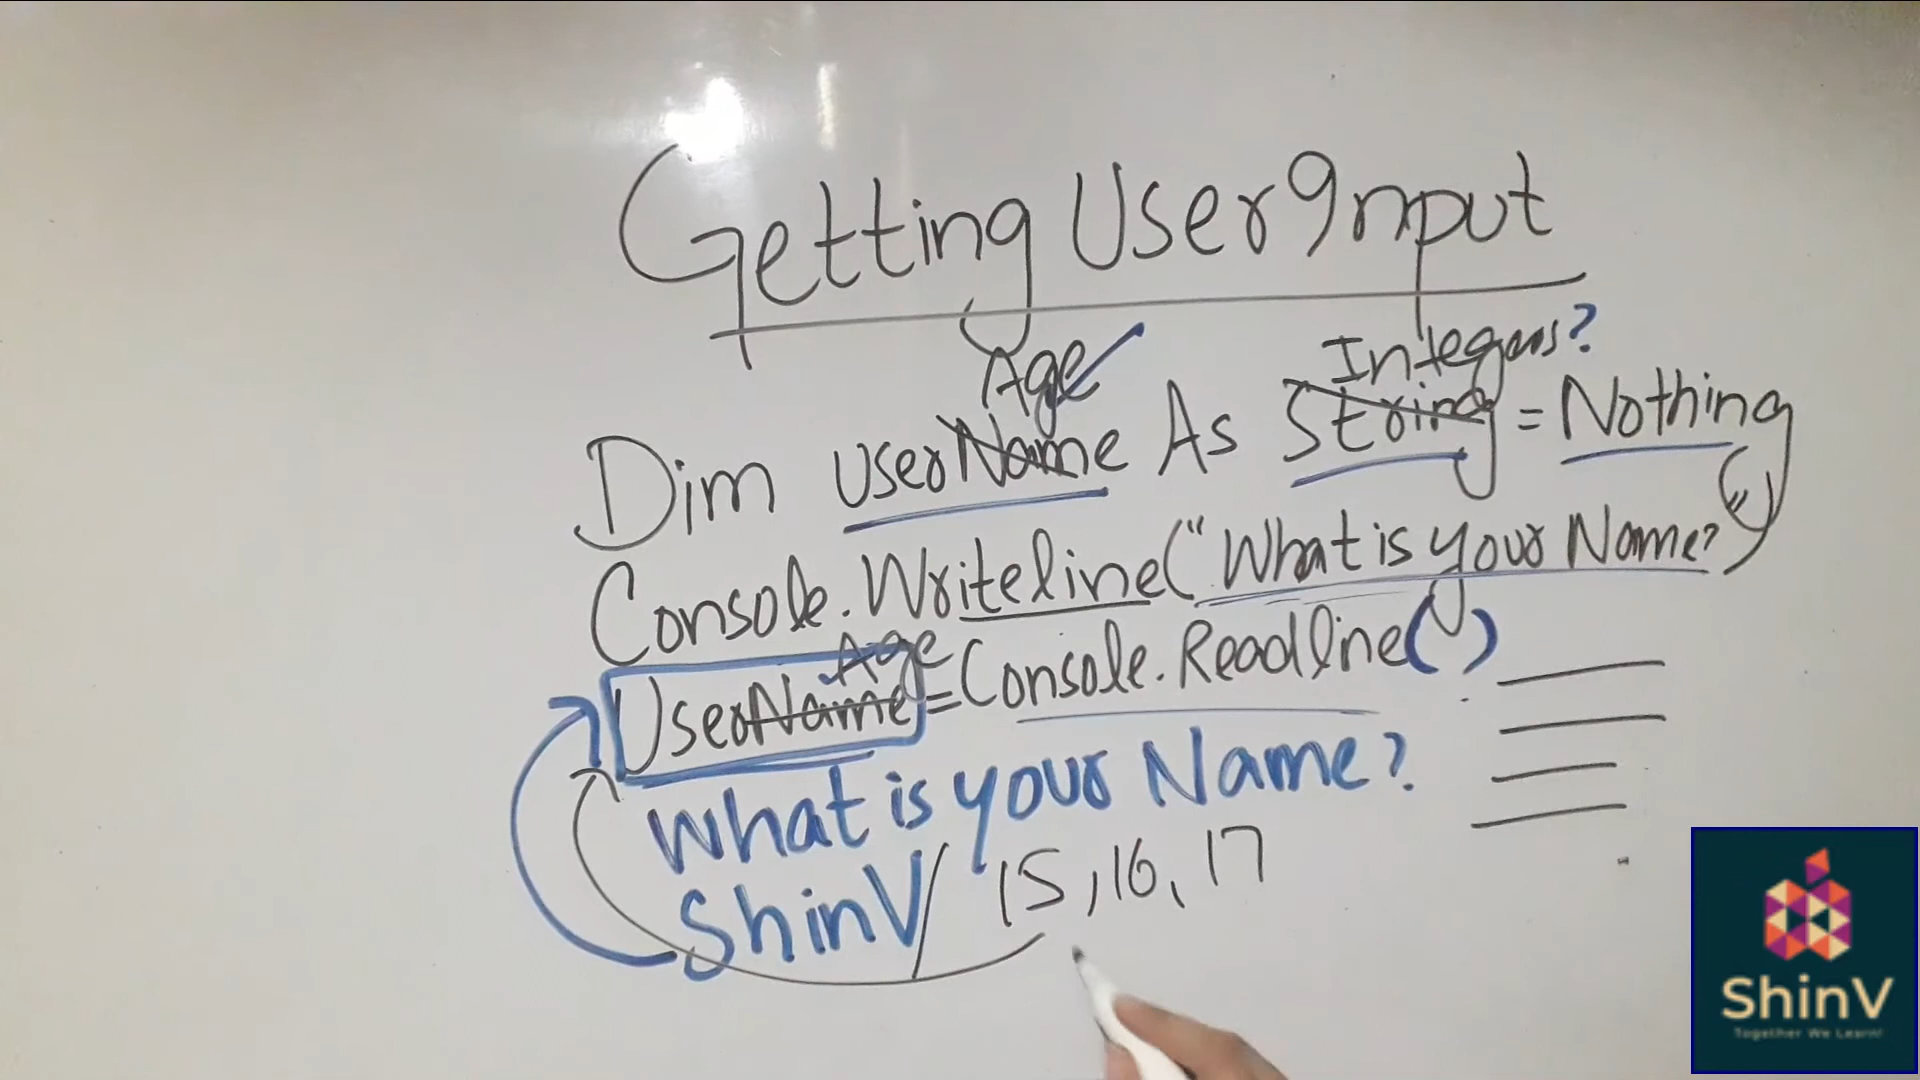 Getting User Input
Age
Integers?
Dim UserName As String = Nothing
Console.Writeline("What is your Name?")
Age
UserName = Console.Readline()
What is your Name?
ShinV / 15, 16, 17
ShinV
Together We Learn!